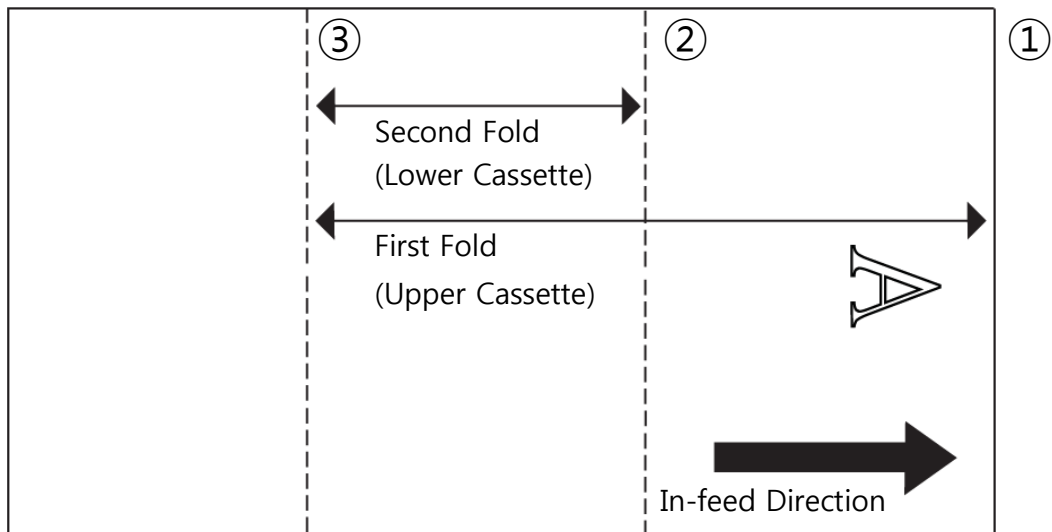 ③ ② ①
Second Fold
(Lower Cassette)
First Fold
(Upper Cassette)
A
In-feed Direction